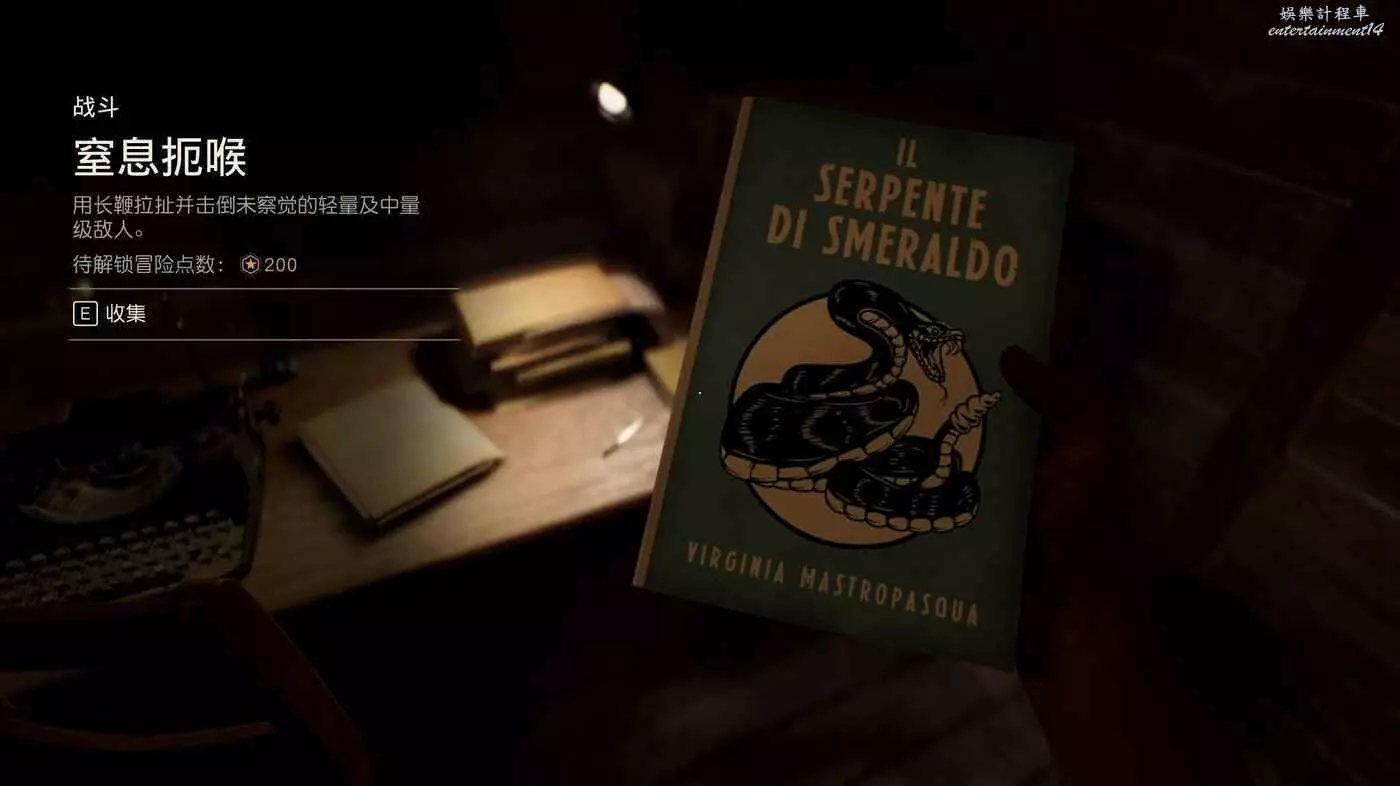 娛樂計程車
entertainment14
战斗
窒息扼喉
用长鞭拉扯并击倒未察觉的轻量及中量
级敌人。
待解锁冒险点数： 200
E 收集
IL
SERPENTE
DI SMERALDO
VIRGINIA MASTROPASQUA